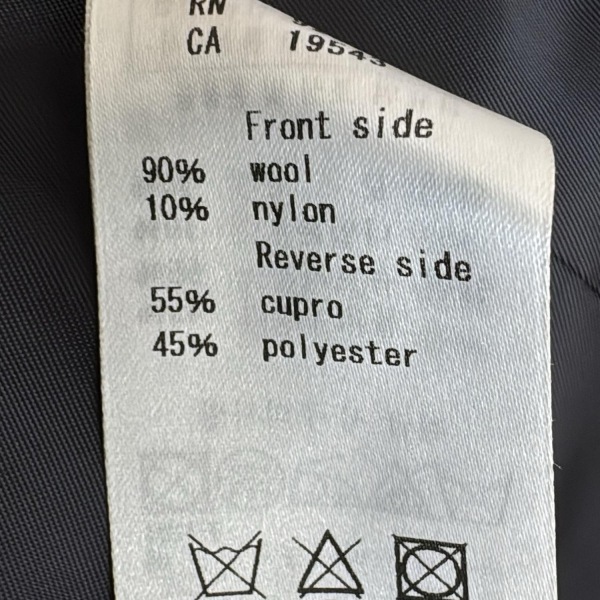 RN
CA 19543
Front side
90% wool
10% nylon
Reverse side
55% cupro
45% polyester